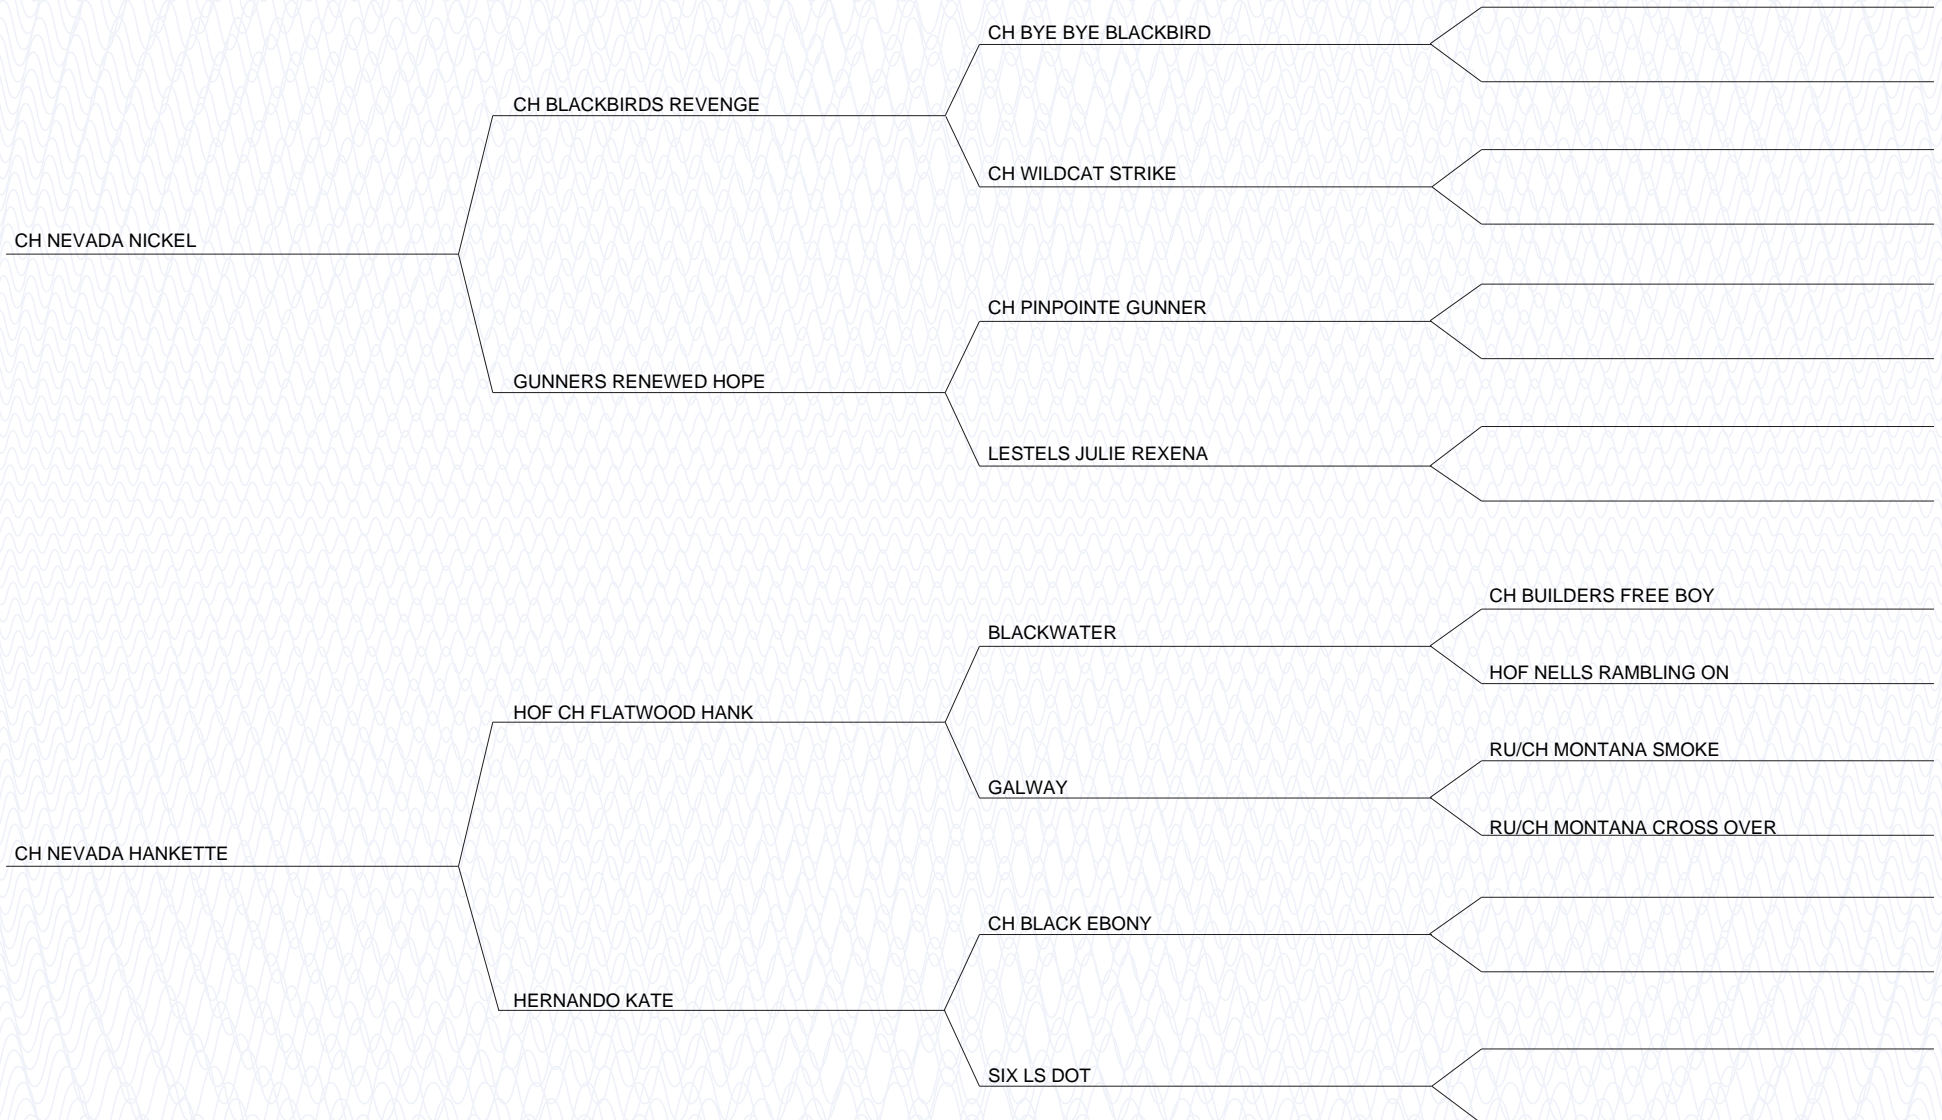 CH BYE BYE BLACKBIRD
CH BLACKBIRDS REVENGE
CH WILDCAT STRIKE
CH NEVADA NICKEL
CH PINPOINTE GUNNER
GUNNERS RENEWED HOPE
LESTELS JULIE REXENA
CH BUILDERS FREE BOY
BLACKWATER
HOF NELLS RAMBLING ON
HOF CH FLATWOOD HANK
RU/CH MONTANA SMOKE
GALWAY
RU/CH MONTANA CROSS OVER
CH NEVADA HANKETTE
CH BLACK EBONY
HERNANDO KATE
SIX LS DOT